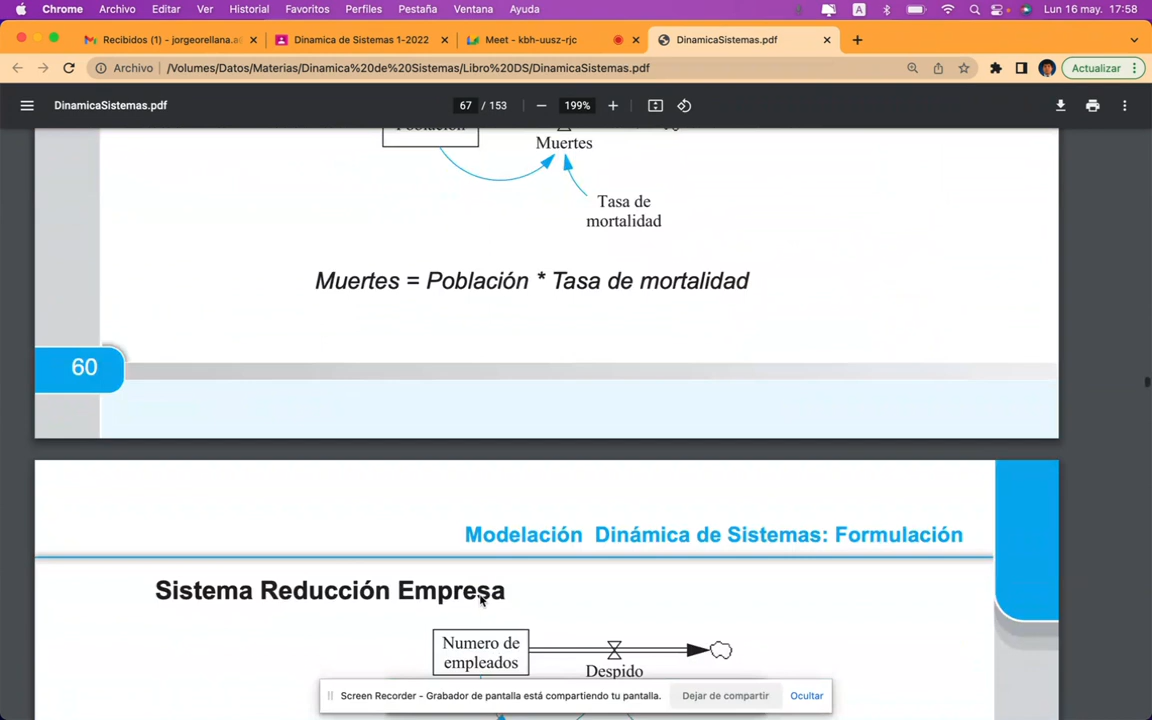 Chrome Archivo Editar Ver Historial Favoritos Perfiles Pestaña Ventana Ayuda A Lun 16 may. 17:58
Recibidos (1) - jorgeorellana.a
Dinamica de Sistemas 1-2022
Meet - kbh-uusz-rjc
DinamicaSistemas.pdf
Archivo /Volumes/Datos/Materias/Dinamica%20de%20Sistemas/Libro%20DS/DinamicaSistemas.pdf Actualizar
DinamicaSistemas.pdf 67 / 153 199%
Población
Muertes
Tasa de
mortalidad
Muertes = Población * Tasa de mortalidad
60
Modelación Dinámica de Sistemas: Formulación
Sistema Reducción Empresa
Numero de
empleados
Despido
Screen Recorder - Grabador de pantalla está compartiendo tu pantalla. Dejar de compartir Ocultar